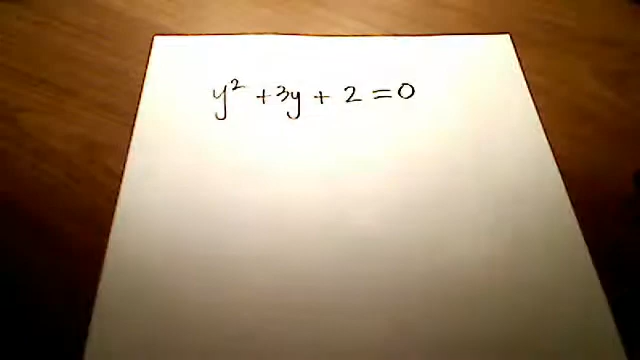 y² + 3y + 2 = 0